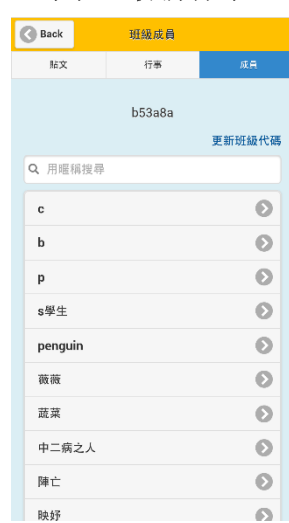 Back 班級成員
貼文 行事 成員
b53a8a
更新班級代碼
用暱稱搜尋
c
b
p
s學生
penguin
薇薇
蔬菜
中二病之人
陣亡
映妤